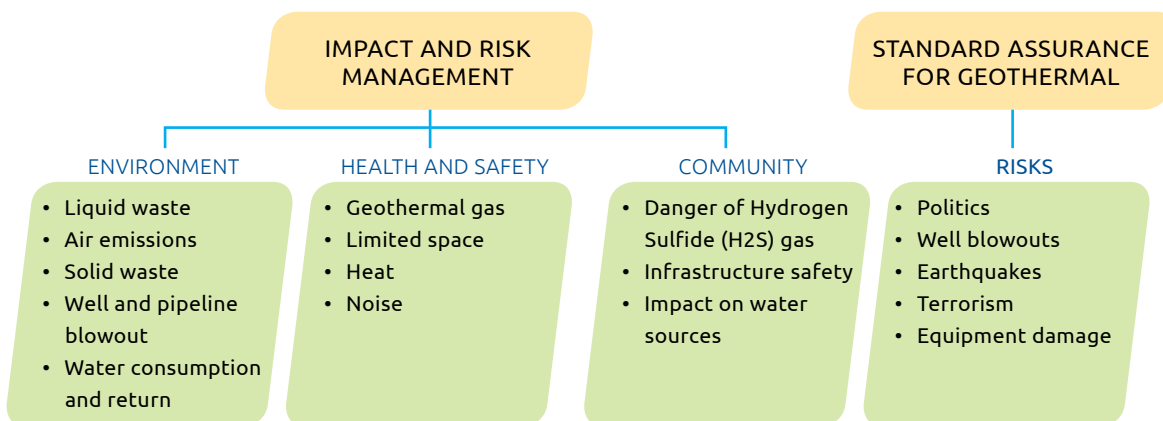 IMPACT AND RISK
MANAGEMENT
STANDARD ASSURANCE
FOR GEOTHERMAL
ENVIRONMENT
• Liquid waste
• Air emissions
• Solid waste
• Well and pipeline
blowout
• Water consumption
and return
HEALTH AND SAFETY
• Geothermal gas
• Limited space
• Heat
• Noise
COMMUNITY
• Danger of Hydrogen
Sulfide (H2S) gas
• Infrastructure safety
• Impact on water
sources
RISKS
• Politics
• Well blowouts
• Earthquakes
• Terrorism
• Equipment damage